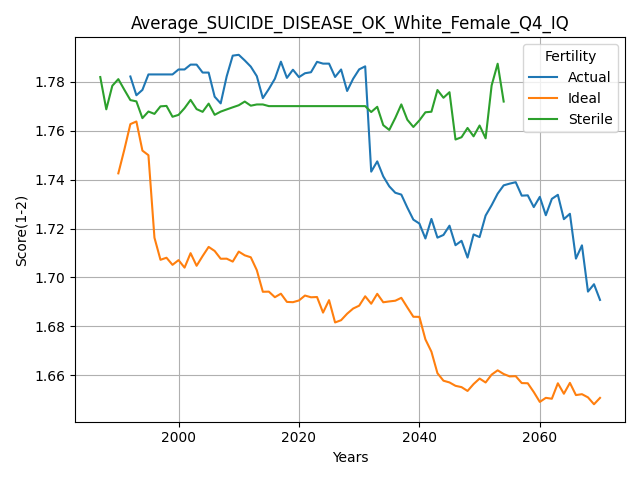 Average_SUICIDE_DISEASE_OK_White_Female_Q4_IQ
Fertility
Actual
Ideal
Sterile
Score(1-2)
1.78
1.76
1.74
1.72
1.70
1.68
1.66
2000
2020
2040
2060
Years